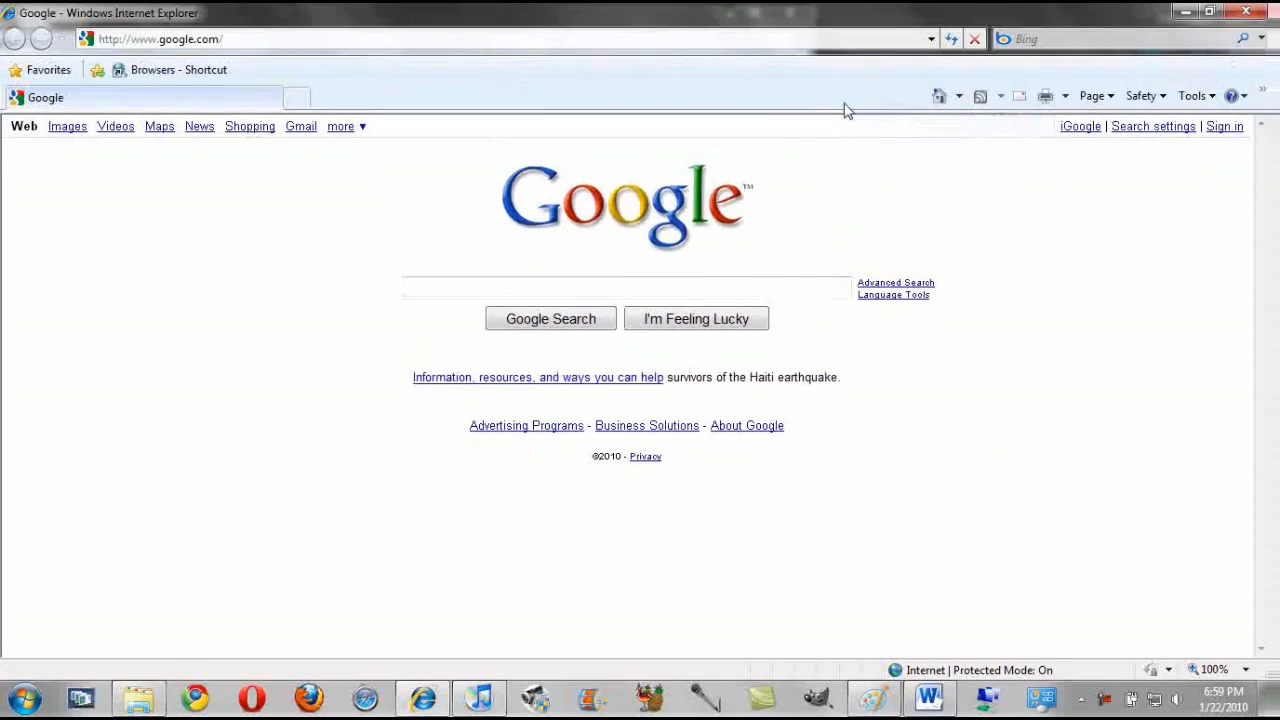 Google - Windows Internet Explorer
http://www.google.com/
Bing
Favorites Browsers - Shortcut
Google
Page Safety Tools
Web Images Videos Maps News Shopping Gmail more ▼
iGoogle | Search settings | Sign in
Google™
Advanced Search
Language Tools
Google Search I'm Feeling Lucky
Information, resources, and ways you can help survivors of the Haiti earthquake.
Advertising Programs - Business Solutions - About Google
©2010 - Privacy
Internet | Protected Mode: On
100%
6:59 PM
1/22/2010